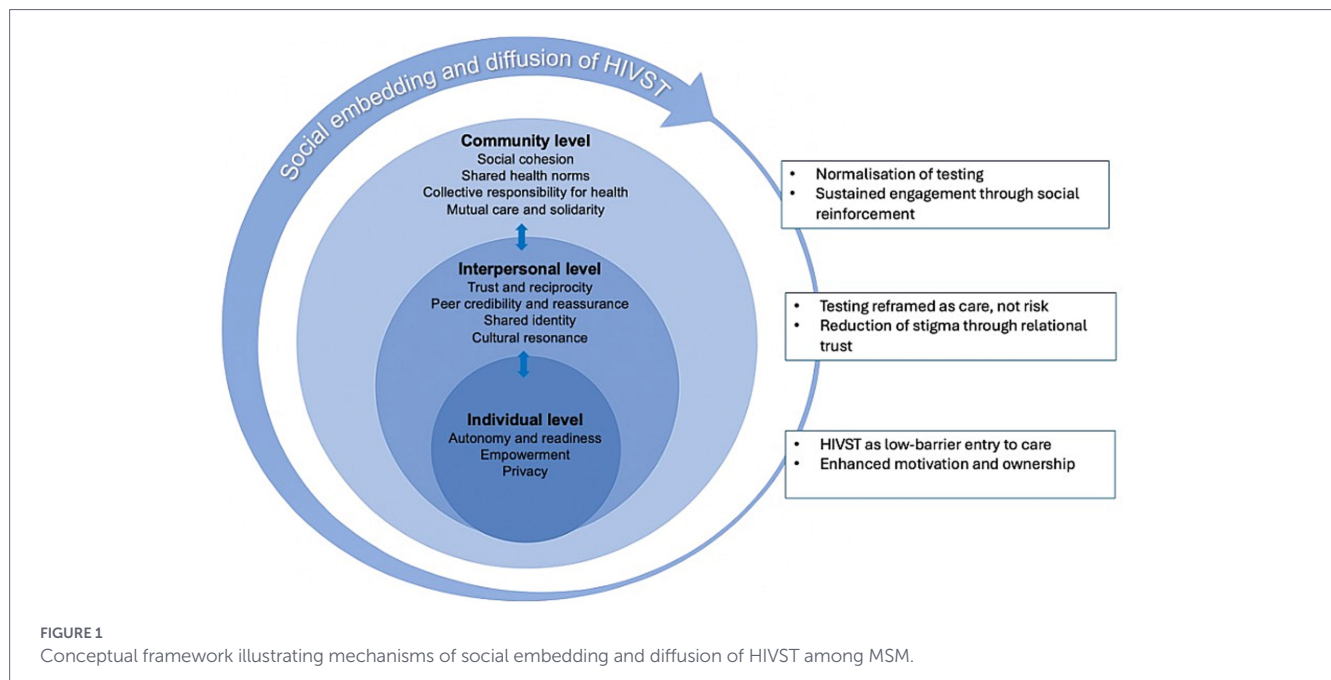 Social embedding and diffusion of HIVST
Community level
Social cohesion
Shared health norms
Collective responsibility for health
Mutual care and solidarity
Interpersonal level
Trust and reciprocity
Peer credibility and reassurance
Shared identity
Cultural resonance
Individual level
Autonomy and readiness
Empowerment
Privacy
• Normalisation of testing
• Sustained engagement through social
reinforcement
• Testing reframed as care, not risk
• Reduction of stigma through relational
trust
• HIVST as low-barrier entry to care
• Enhanced motivation and ownership
FIGURE 1
Conceptual framework illustrating mechanisms of social embedding and diffusion of HIVST among MSM.